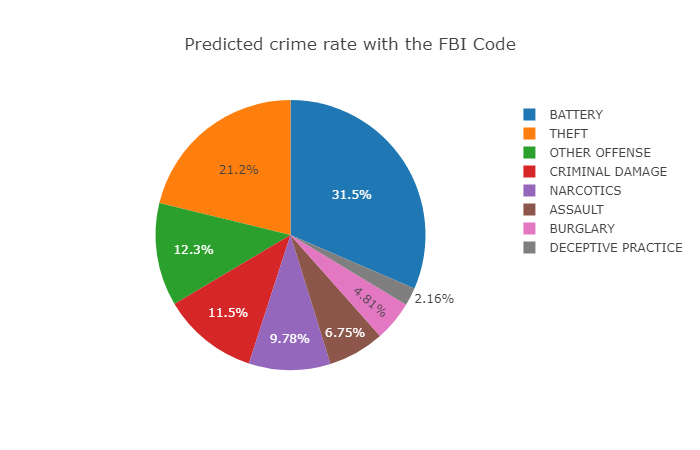 Predicted crime rate with the FBI Code
31.5%
21.2%
12.3%
11.5%
9.78%
6.75%
4.81%
2.16%
BATTERY
THEFT
OTHER OFFENSE
CRIMINAL DAMAGE
NARCOTICS
ASSAULT
BURGLARY
DECEPTIVE PRACTICE